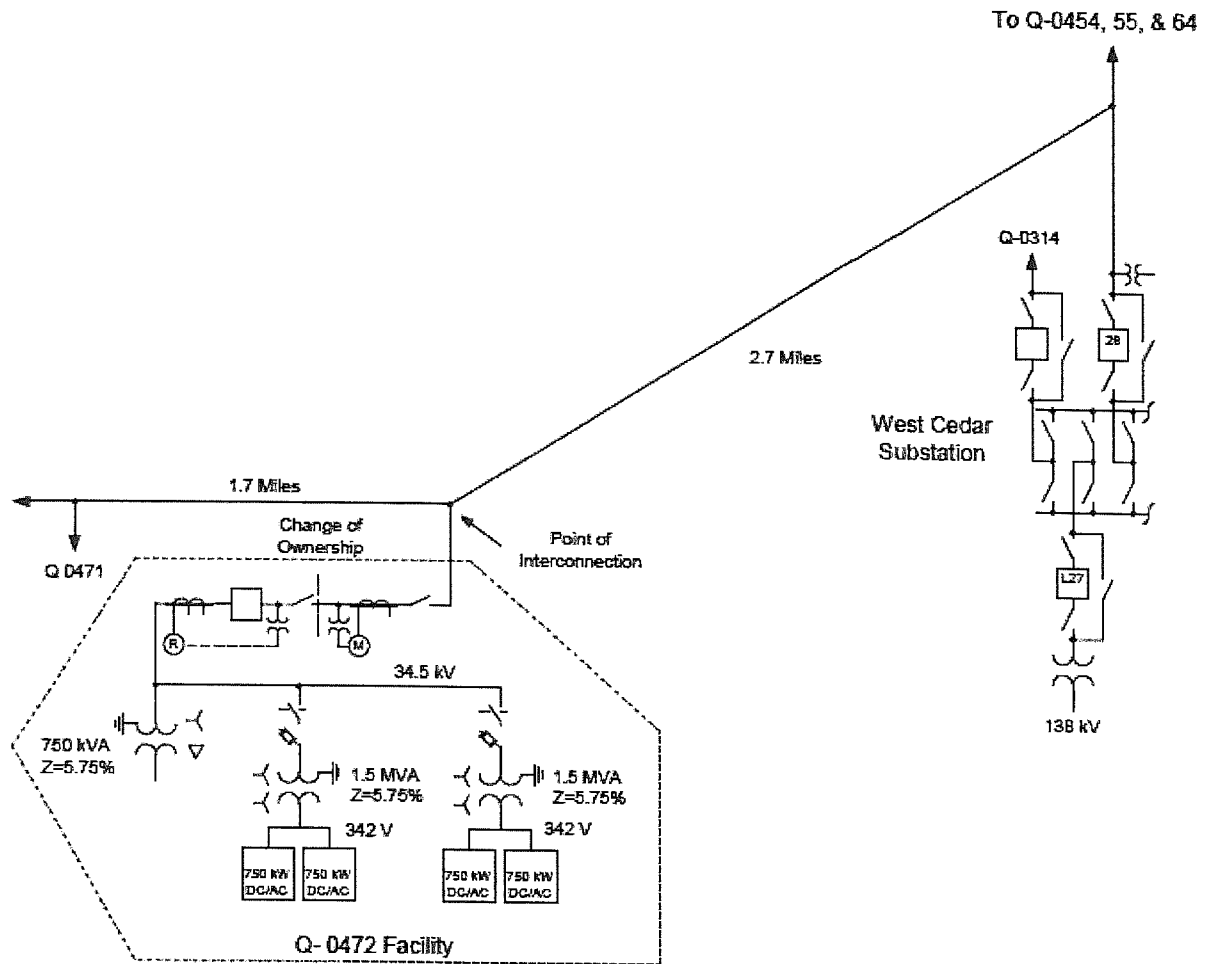 To Q-0454, 55, & 64
Q-0314
2B
2.7 Miles
West Cedar
Substation
1.7 Miles
Change of
Ownership
Point of
Interconnection
Q 0471
L27
R
M
34.5 kV
138 kV
750 kVA
Z=5.75%
1.5 MVA
Z=5.75%
1.5 MVA
Z=5.75%
342 V
342 V
750 kW
DC/AC
750 kW
DC/AC
750 kW
DC/AC
750 kW
DC/AC
Q- 0472 Facility